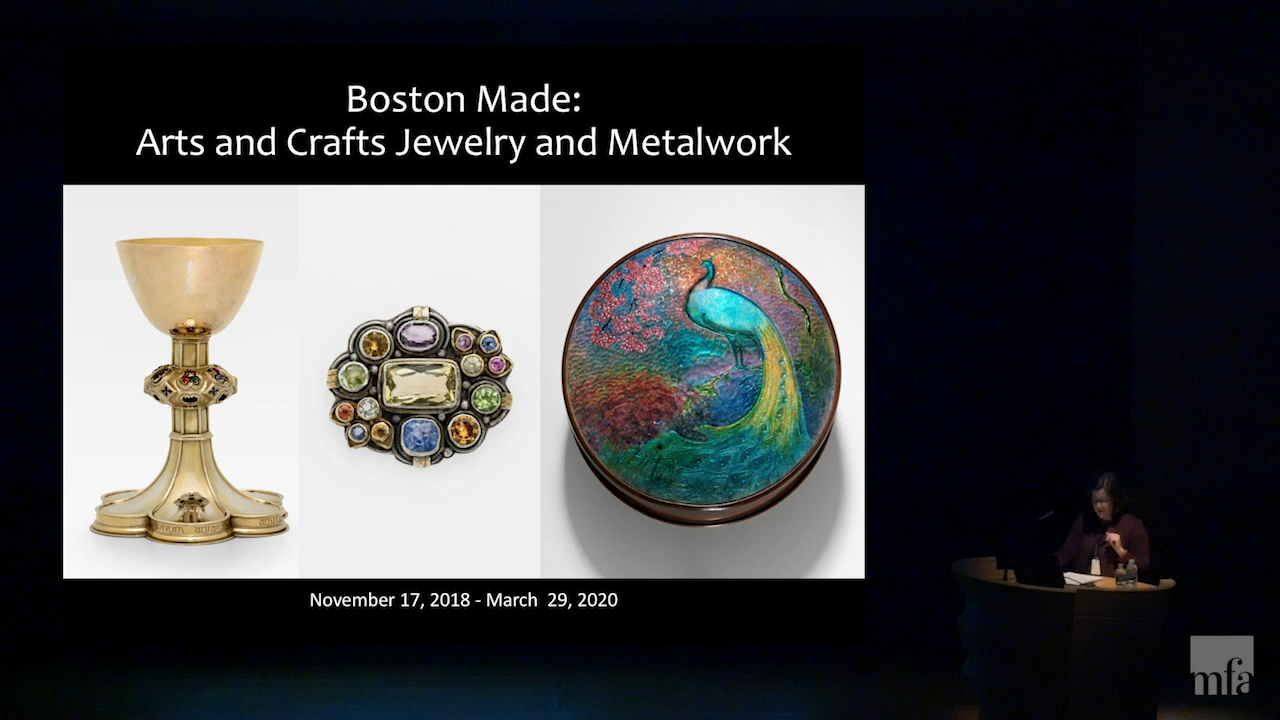 Boston Made:
Arts and Crafts Jewelry and Metalwork
November 17, 2018 - March 29, 2020
mfa